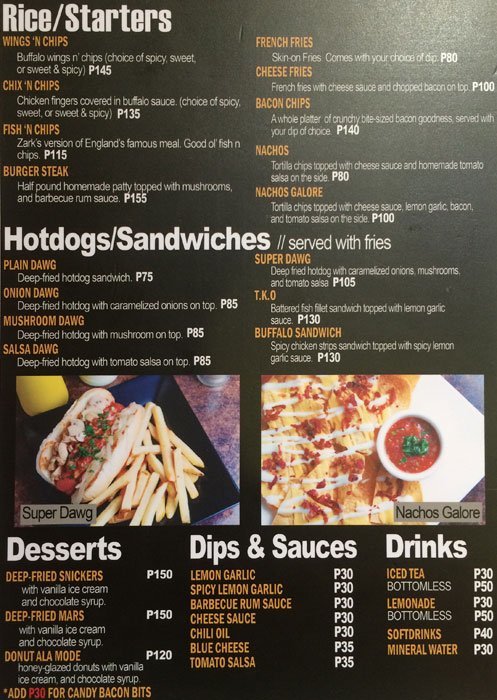 Rice/Starters
WINGS 'N CHIPS
Buffalo wings n' chips (choice of spicy, sweet,
or sweet & spicy) P145
CHIX 'N CHIPS
Chicken fingers covered in buffalo sauce. (choice of spicy,
sweet, or sweet & spicy) P135
FISH 'N CHIPS
Zark's version of England's famous meal. Good ol' fish n
chips. P115
BURGER STEAK
Half pound homemade patty topped with mushrooms,
and barbecue rum sauce. P155
FRENCH FRIES
Skin-on Fries Comes with your choice of dip. P80
CHEESE FRIES
French fries with cheese sauce and chopped bacon on top. P100
BACON CHIPS
A whole platter of crunchy bite-sized bacon goodness, served with
your dip of choice. P140
NACHOS
Tortilla chips topped with cheese sauce and homemade tomato
salsa on the side. P80
NACHOS GALORE
Tortilla chips topped with cheese sauce, lemon garlic, bacon,
and tomato salsa on the side. P100
Hotdogs/Sandwiches // served with fries
PLAIN DAWG
Deep-fried hotdog sandwich. P75
ONION DAWG
Deep-fried hotdog with caramelized onions on top. P85
MUSHROOM DAWG
Deep-fried hotdog with mushroom on top. P85
SALSA DAWG
Deep-fried hotdog with tomato salsa on top. P85
SUPER DAWG
Deep fried hotdog with caramelized onions, mushrooms,
and tomato salsa P105
T.K.O
Battered fish fillet sandwich topped with lemon garlic
sauce. P130
BUFFALO SANDWICH
Spicy chicken strips sandwich topped with spicy lemon
garlic sauce. P130
Super Dawg
Nachos Galore
Desserts
DEEP-FRIED SNICKERS P150
with vanilla ice cream
and chocolate syrup.
DEEP-FRIED MARS P150
with vanilla ice cream
and chocolate syrup.
DONUT ALA MODE P120
honey-glazed donuts with vanilla
ice cream, and chocolate syrup.
*ADD P30 FOR CANDY BACON BITS
Dips & Sauces
LEMON GARLIC P30
SPICY LEMON GARLIC P30
BARBECUE RUM SAUCE P30
CHEESE SAUCE P30
CHILI OIL P30
BLUE CHEESE P35
TOMATO SALSA P35
Drinks
ICED TEA P30
BOTTOMLESS P50
LEMONADE P30
BOTTOMLESS P50
SOFTDRINKS P40
MINERAL WATER P30